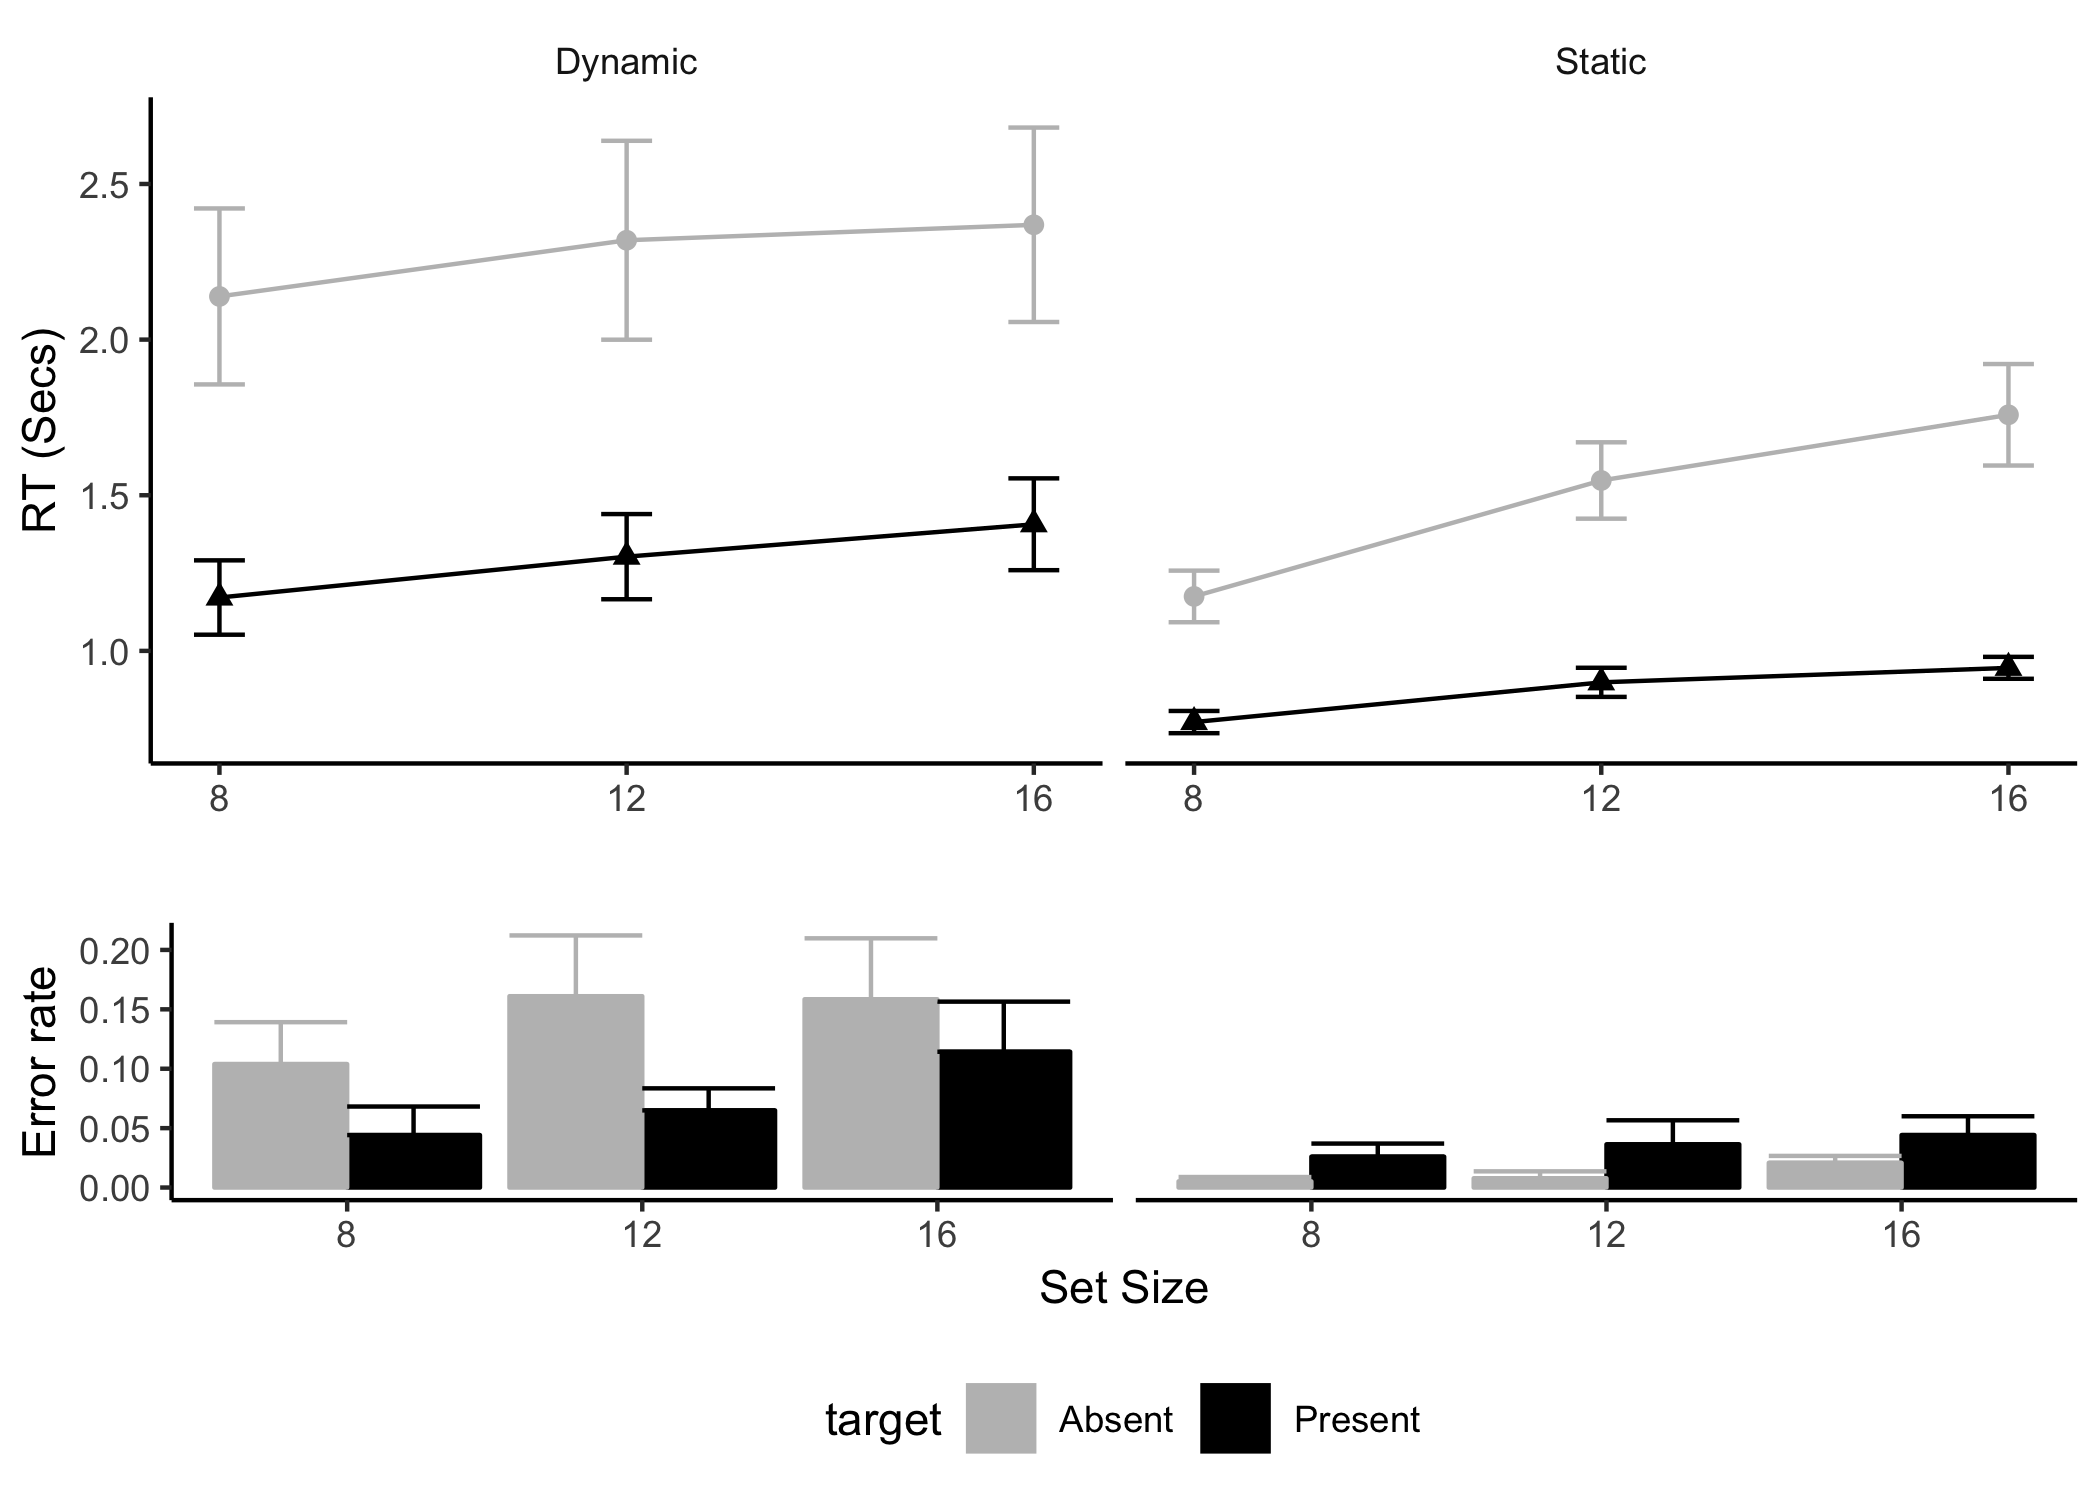 Dynamic Static
RT (Secs)
2.5
2.0
1.5
1.0
8 12 16 8 12 16
Error rate
0.20
0.15
0.10
0.05
0.00
8 12 16 8 12 16
Set Size
target Absent Present